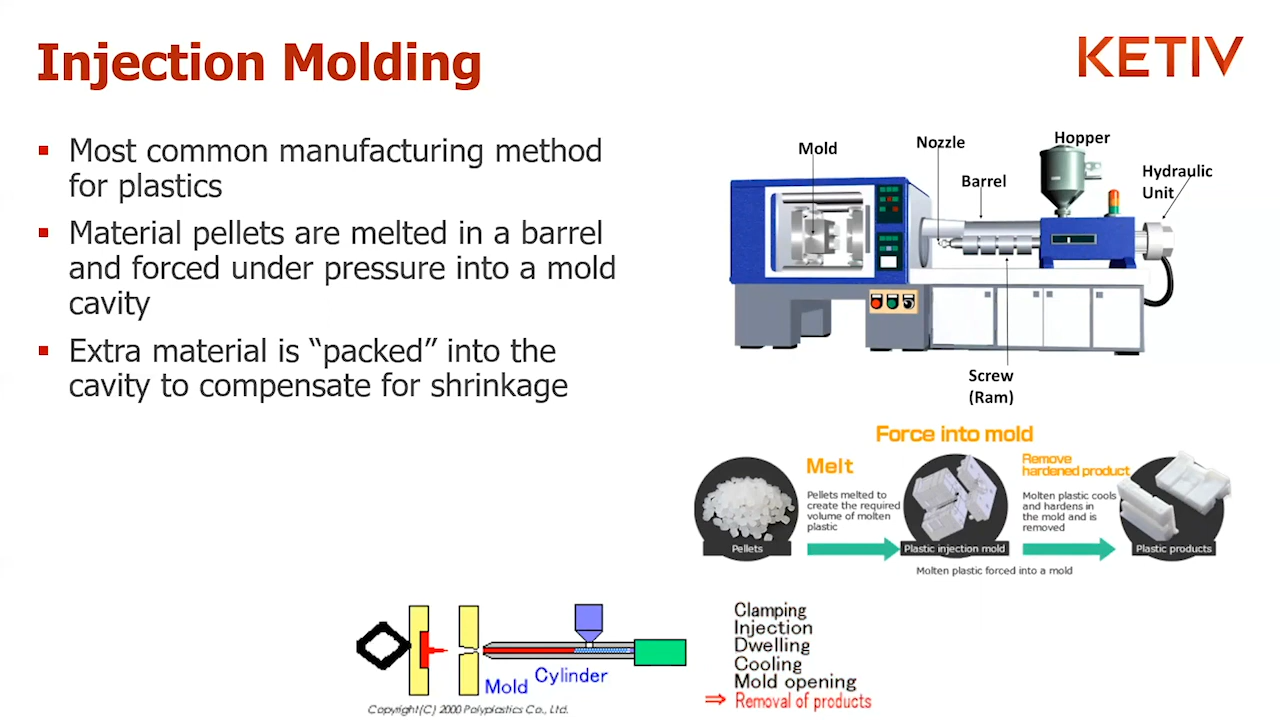 Injection Molding
KETIV
▪ Most common manufacturing method
for plastics
▪ Material pellets are melted in a barrel
and forced under pressure into a mold
cavity
▪ Extra material is “packed” into the
cavity to compensate for shrinkage
Mold
Nozzle
Hopper
Barrel
Hydraulic
Unit
Screw
(Ram)
Force into mold
Melt
Pellets melted to
create the required
volume of molten
plastic
Remove
hardened product
Molten plastic cools
and hardens in
the mold and is
removed
Pellets
Plastic injection mold
Plastic products
Molten plastic forced into a mold
Mold
Cylinder
Copyright(C) 2000 Polyplastics Co., Ltd.
Clamping
Injection
Dwelling
Cooling
Mold opening
⇒ Removal of products